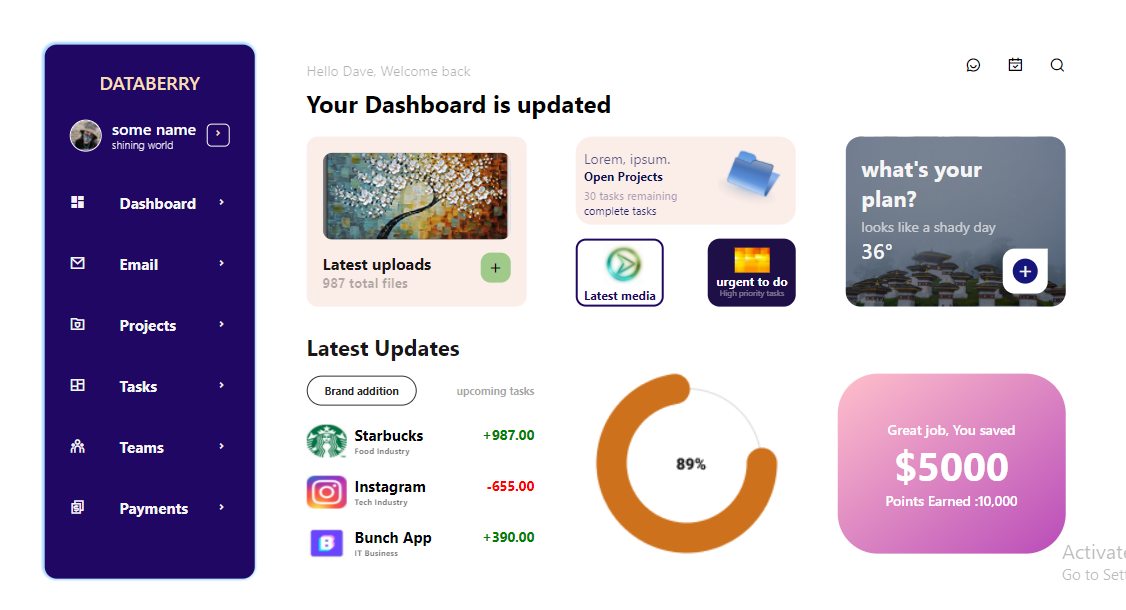 DATABERRY
some name
shining world
Dashboard
Email
Projects
Tasks
Teams
Payments
Hello Dave, Welcome back
Your Dashboard is updated
Latest uploads
987 total files
Lorem, ipsum.
Open Projects
30 tasks remaining
complete tasks
Latest media
urgent to do
High priority tasks
what's your
plan?
looks like a shady day
36°
Latest Updates
Brand addition
upcoming tasks
Starbucks
+987.00
Food Industry
Instagram
-655.00
Tech Industry
Bunch App
+390.00
IT Business
89%
Great job, You saved
$5000
Points Earned :10,000
Activate
Go to Set